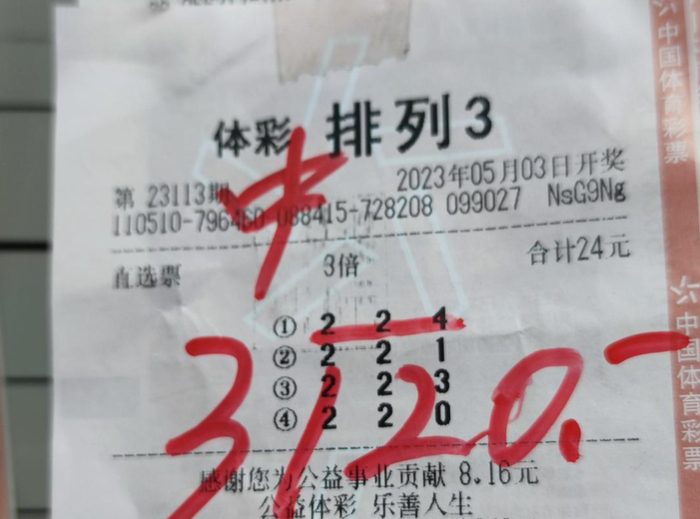 体彩 排列3
第 23113期 2023年05月03日开奖
110510-796460 088415-728208 099027 NsG9Ng
直选票 3倍 合计24元
① 2 2 4
② 2 2 1
③ 2 2 3
④ 2 2 0
感谢您为公益事业贡献 8.16元
公益体彩 乐善人生
中
3120.-
中国体育彩票
中国体育彩票